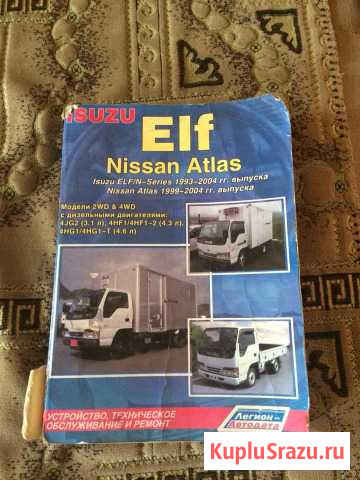 ISUZU
Elf
Nissan Atlas
Isuzu ELF/N-Series 1993-2004 гг. выпуска
Nissan Atlas 1999-2004 гг. выпуска
Модели 2WD & 4WD
с дизельными двигателями:
4JG2 (3.1 л), 4HF1/4HF1-2 (4.3 л),
4HG1/4HG1-T (4.6 л)
УСТРОЙСТВО, ТЕХНИЧЕСКОЕ
ОБСЛУЖИВАНИЕ И РЕМОНТ
Легион
Автодата
KupluSrazu.ru